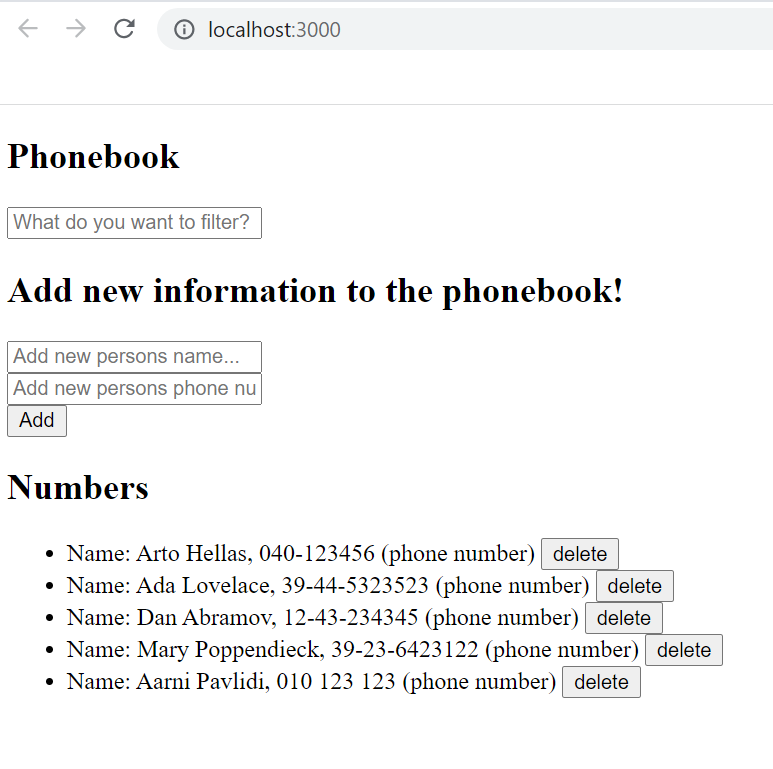 localhost:3000
Phonebook
What do you want to filter?
Add new information to the phonebook!
Add new persons name...
Add new persons phone nu
Add
Numbers
• Name: Arto Hellas, 040-123456 (phone number) delete
• Name: Ada Lovelace, 39-44-5323523 (phone number) delete
• Name: Dan Abramov, 12-43-234345 (phone number) delete
• Name: Mary Poppendieck, 39-23-6423122 (phone number) delete
• Name: Aarni Pavlidi, 010 123 123 (phone number) delete